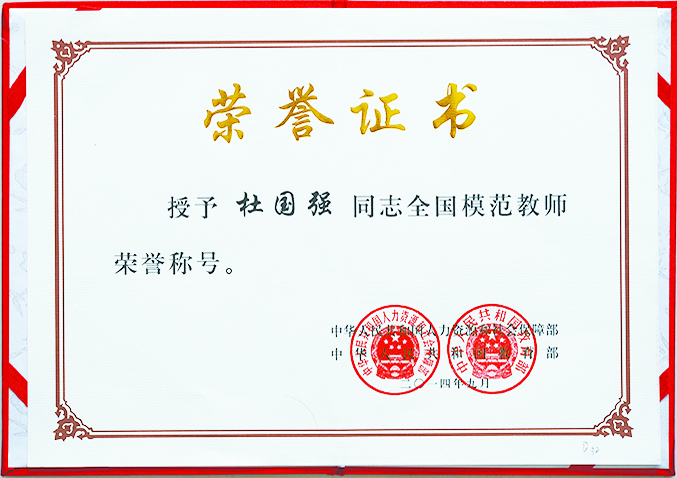 荣誉证书
授予 杜国强 同志全国模范教师
荣誉称号。
中华人民共和国人力资源和社会保障部
中华人民共和国教育部
二〇一四年九月